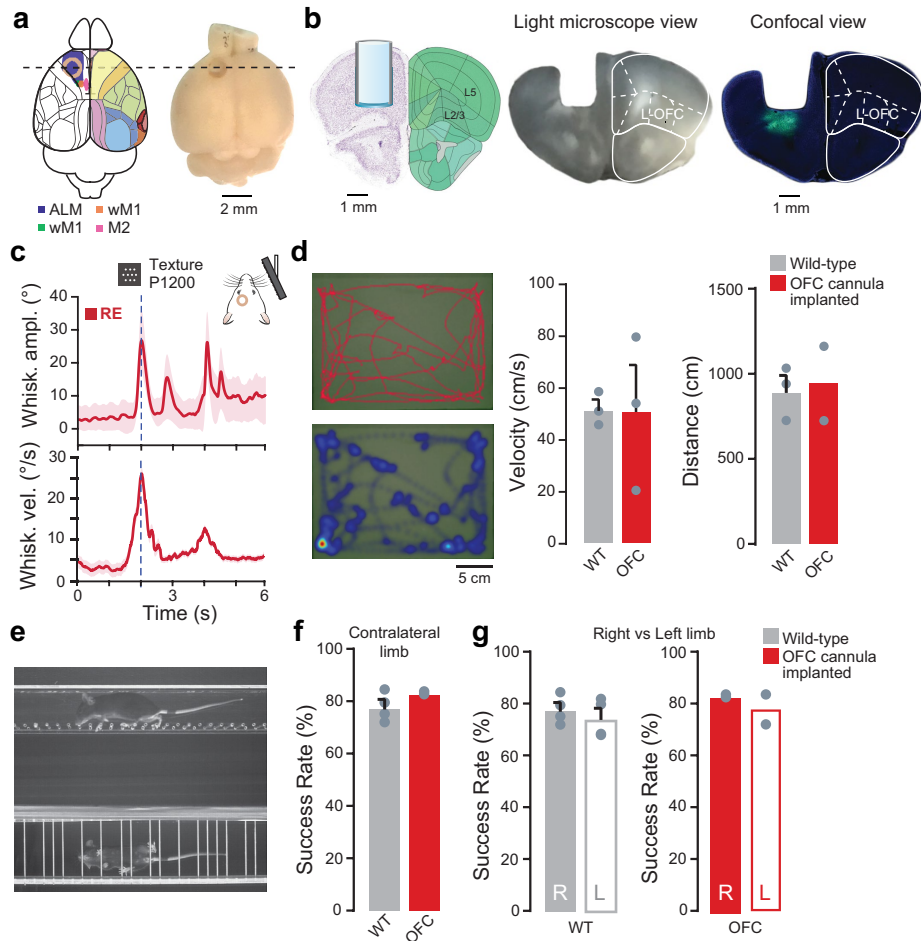 a
ALM
wM1
wM1
M2
2 mm
b
Light microscope view
Confocal view
L5
L2/3
L-OFC
L-OFC
1 mm
1 mm
c
Texture
P1200
RE
Whisk. ampl. (°)
40
30
20
10
0
Whisk. vel. (°/s)
25
15
5
0
0
3
6
Time (s)
d
5 cm
Velocity (cm/s)
100
80
60
40
20
0
WT
OFC
Wild-type
OFC cannula
implanted
Distance (cm)
1500
1000
500
0
WT
OFC
e
f
Contralateral
limb
Success Rate (%)
100
80
60
40
20
0
WT
OFC
g
Right vs Left limb
Wild-type
OFC cannula
implanted
Success Rate (%)
100
80
60
40
20
0
R
L
WT
Success Rate (%)
100
80
60
40
20
0
R
L
OFC